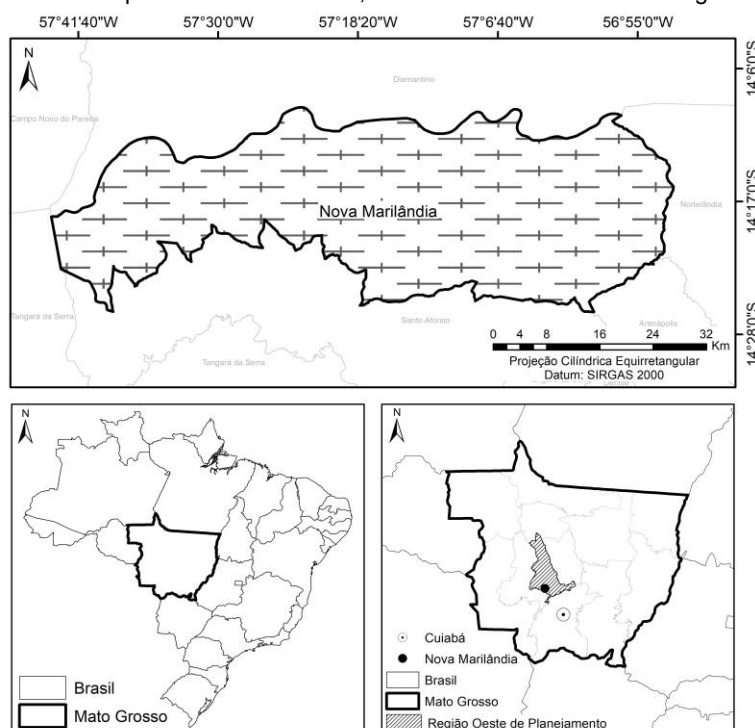 57°41'40"W 57°30'0"W 57°18'20"W 57°6'40"W 56°55'0"W
N
14°6'0"S
Diamantino
Campo Novo do Parecis
14°17'0"S
Nova Marilândia
Nortelândia
14°28'0"S
Tangará da Serra
Santo Afonso
Arenápolis
Tangará da Serra
0 4 8 16 24 32
Km
Projeção Cilíndrica Equirretangular
Datum: SIRGAS 2000
N
Brasil
Mato Grosso
N
Cuiabá
Nova Marilândia
Brasil
Mato Grosso
Região Oeste de Planejamento